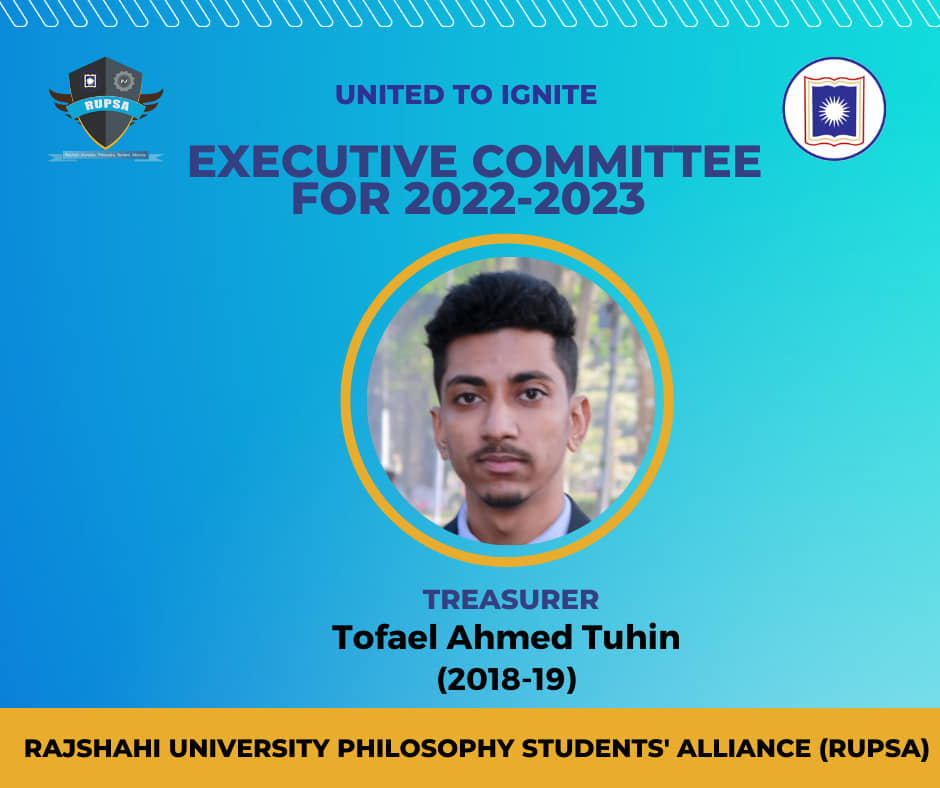 RUPSA
UNITED TO IGNITE
EXECUTIVE COMMITTEE
FOR 2022-2023
TREASURER
Tofael Ahmed Tuhin
(2018-19)
RAJSHAHI UNIVERSITY PHILOSOPHY STUDENTS' ALLIANCE (RUPSA)